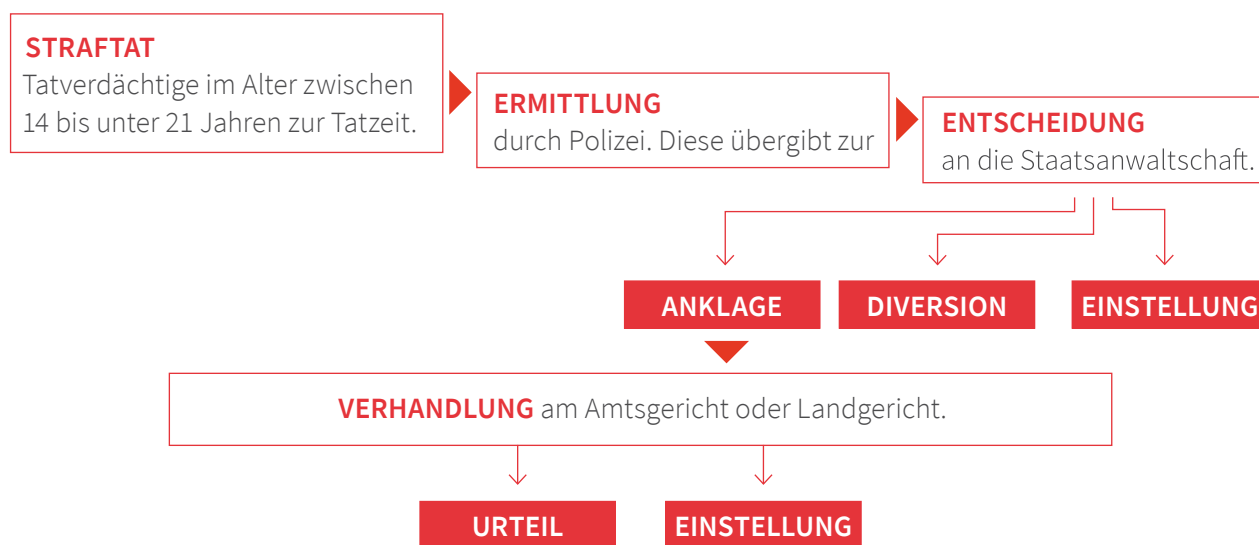 STRAFTAT
Tatverdächtige im Alter zwischen
14 bis unter 21 Jahren zur Tatzeit.
ERMITTLUNG
durch Polizei. Diese übergibt zur
ENTSCHEIDUNG
an die Staatsanwaltschaft.
ANKLAGE
DIVERSION
EINSTELLUNG
VERHANDLUNG am Amtsgericht oder Landgericht.
URTEIL
EINSTELLUNG